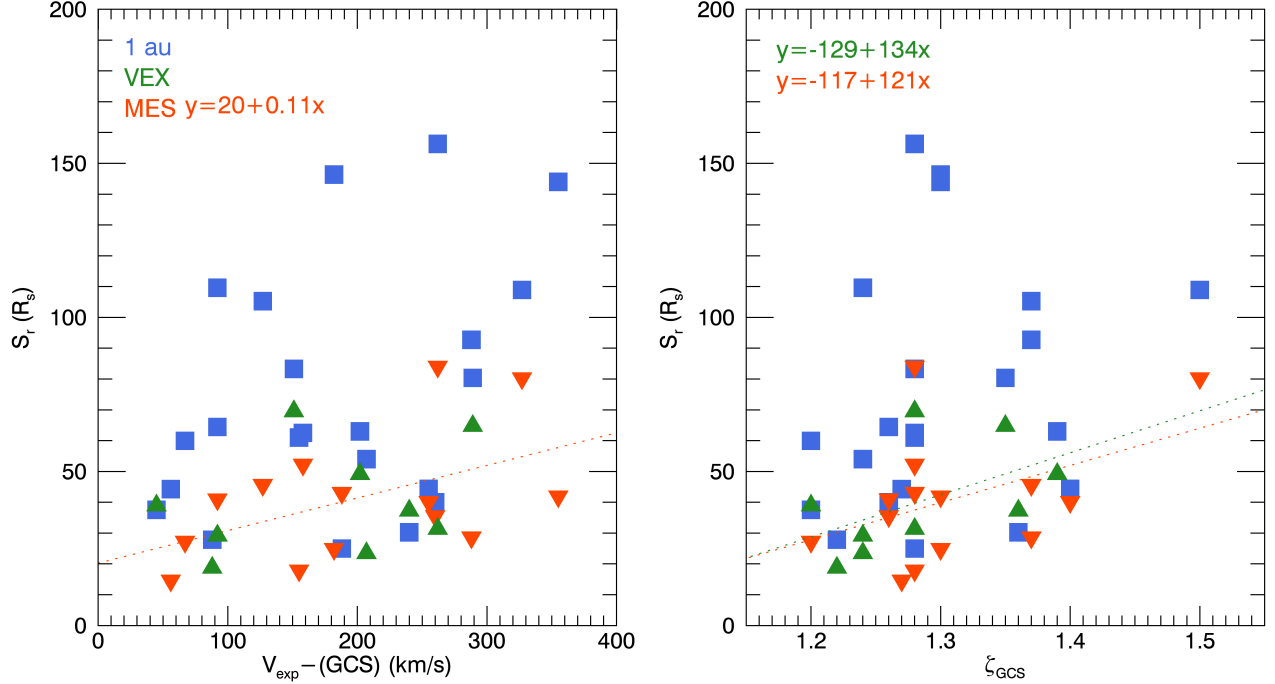 200
150
100
50
0
S_r (R_s)
1 au
VEX
MES y=20+0.11x
0 100 200 300 400
V_exp−(GCS) (km/s)
200
150
100
50
0
S_r (R_s)
y=-129+134x
y=-117+121x
1.2 1.3 1.4 1.5
ζ_GCS